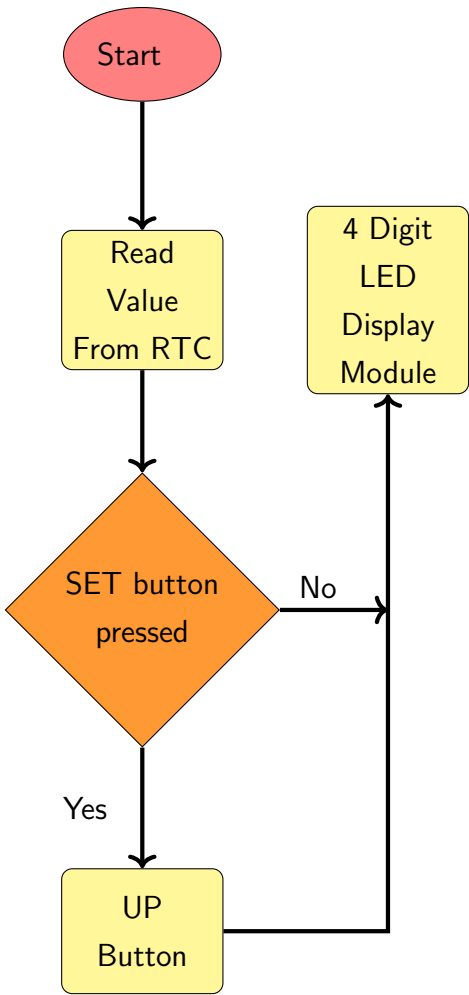 Start
Read
Value
From RTC
4 Digit
LED
Display
Module
SET button
pressed
No
Yes
UP
Button